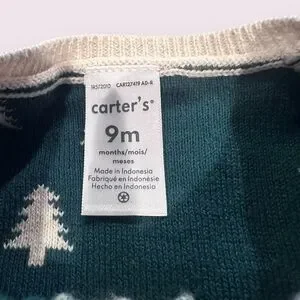 carter's®
9m
months/mois/
meses
Made in Indonesia
Fabriqué en Indonésie
Hecho en Indonesia